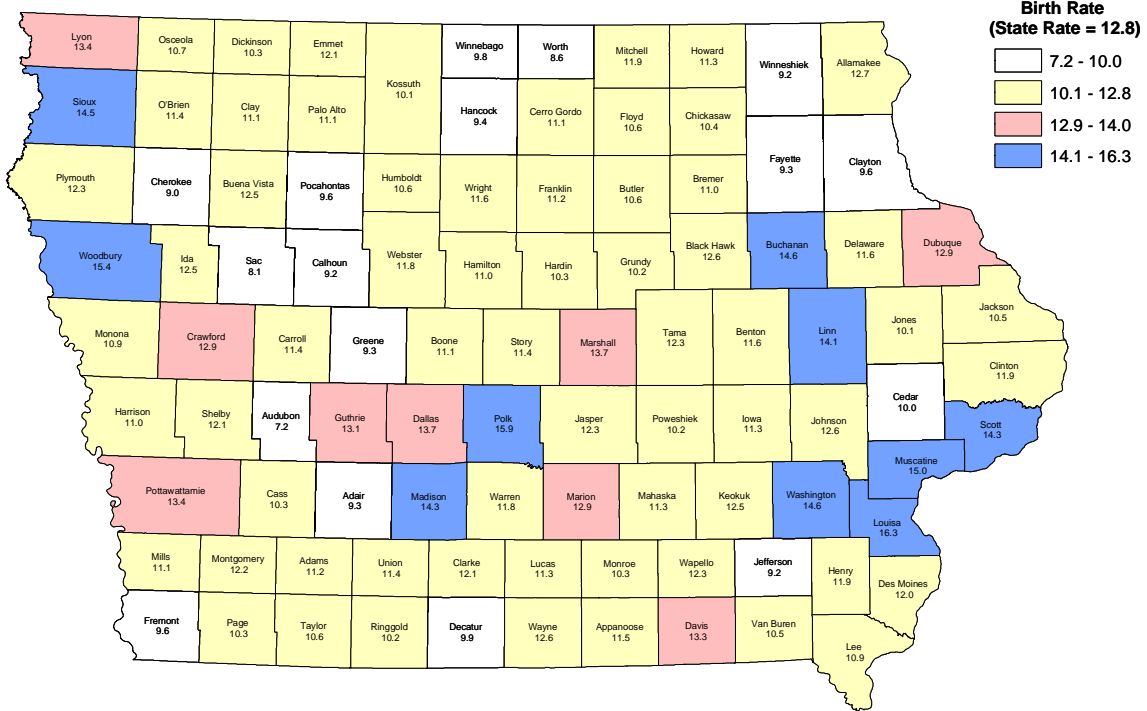 Birth Rate
(State Rate = 12.8)
7.2 - 10.0
10.1 - 12.8
12.9 - 14.0
14.1 - 16.3
Lyon
13.4
Osceola
10.7
Dickinson
10.3
Emmet
12.1
Kossuth
10.1
Winnebago
9.8
Worth
8.6
Mitchell
11.9
Howard
11.3
Winneshiek
9.2
Allamakee
12.7
Sioux
14.5
O'Brien
11.4
Clay
11.1
Palo Alto
11.1
Hancock
9.4
Cerro Gordo
11.1
Floyd
10.6
Chickasaw
10.4
Plymouth
12.3
Cherokee
9.0
Buena Vista
12.5
Pocahontas
9.6
Humboldt
10.6
Wright
11.6
Franklin
11.2
Butler
10.6
Bremer
11.0
Fayette
9.3
Clayton
9.6
Woodbury
15.4
Ida
12.5
Sac
8.1
Calhoun
9.2
Webster
11.8
Hamilton
11.0
Hardin
10.3
Grundy
10.2
Black Hawk
12.6
Buchanan
14.6
Delaware
11.6
Dubuque
12.9
Monona
10.9
Crawford
12.9
Carroll
11.4
Greene
9.3
Boone
11.1
Story
11.4
Marshall
13.7
Tama
12.3
Benton
11.6
Linn
14.1
Jones
10.1
Jackson
10.5
Clinton
11.9
Harrison
11.0
Shelby
12.1
Audubon
7.2
Guthrie
13.1
Dallas
13.7
Polk
15.9
Jasper
12.3
Poweshiek
10.2
Iowa
11.3
Johnson
12.6
Cedar
10.0
Scott
14.3
Muscatine
15.0
Pottawattamie
13.4
Cass
10.3
Adair
9.3
Madison
14.3
Warren
11.8
Marion
12.9
Mahaska
11.3
Keokuk
12.5
Washington
14.6
Louisa
16.3
Mills
11.1
Montgomery
12.2
Adams
11.2
Union
11.4
Clarke
12.1
Lucas
11.3
Monroe
10.3
Wapello
12.3
Jefferson
9.2
Henry
11.9
Des Moines
12.0
Fremont
9.6
Page
10.3
Taylor
10.6
Ringgold
10.2
Decatur
9.9
Wayne
12.6
Appanoose
11.5
Davis
13.3
Van Buren
10.5
Lee
10.9